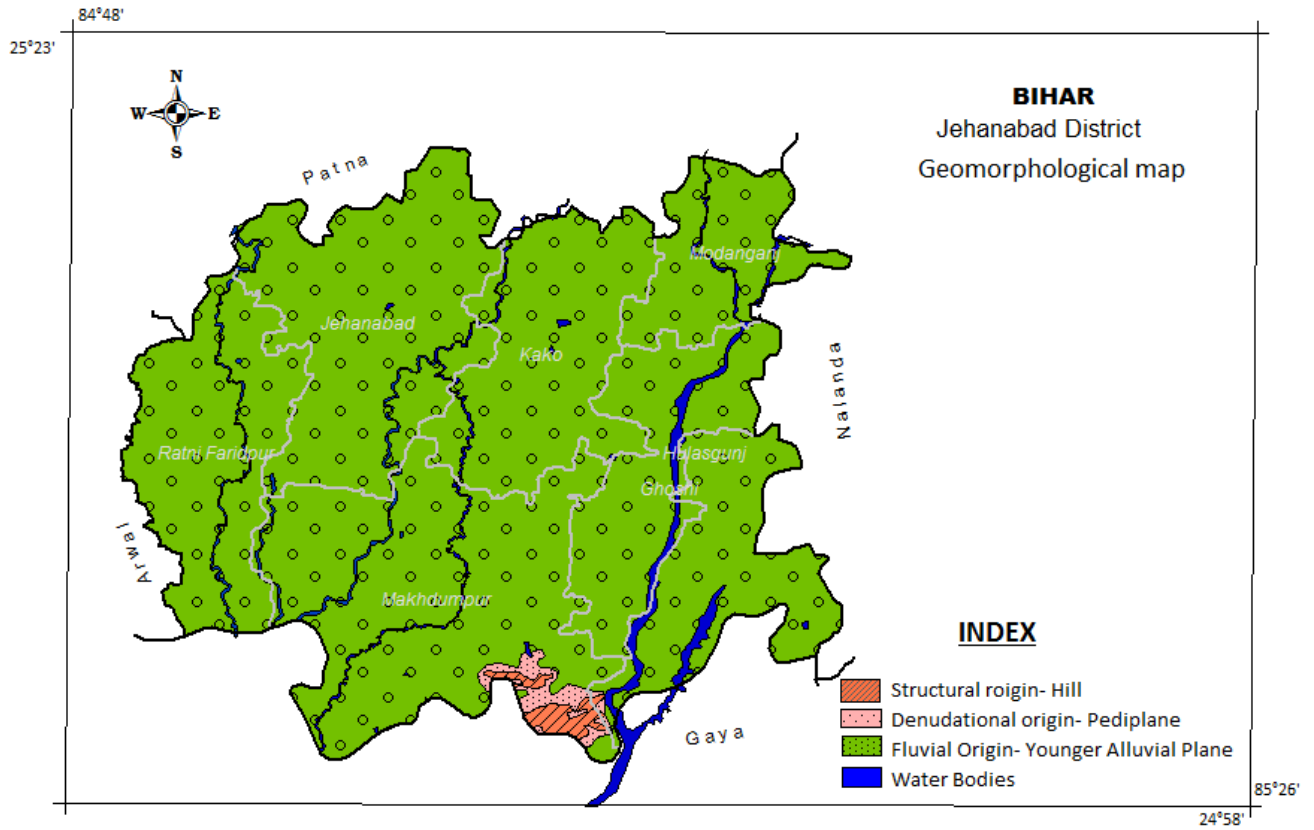 84°48'
25°23'
N
W E
S
BIHAR
Jehanabad District
Geomorphological map
Patna
Modanganj
Jehanabad
Kako
Nalanda
Ratni Faridpur
Hulasgunj
Ghoshi
Arwal
Makhdumpur
Gaya
INDEX
Structural roigin- Hill
Denudational origin- Pediplane
Fluvial Origin- Younger Alluvial Plane
Water Bodies
85°26'
24°58'